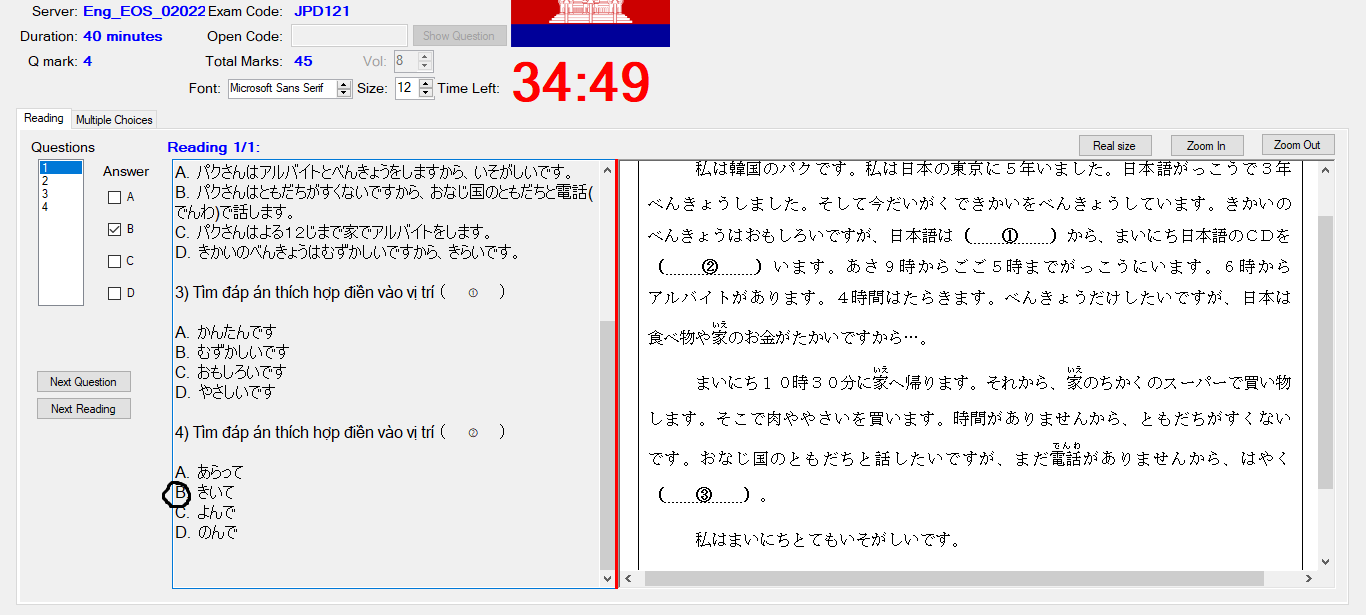 Server: Eng_EOS_02022 Exam Code: JPD121
Duration: 40 minutes Open Code: Show Question
Q mark: 4 Total Marks: 45 Vol: 8
Font: Microsoft Sans Serif Size: 12 Time Left: 34:49
Reading Multiple Choices
Questions
1
2
3
4
Answer
A
B
C
D
Next Question
Next Reading
Reading 1/1:
Real size Zoom In Zoom Out
A. パクさんはアルバイトとべんきょうをしますから、いそがしいです。
B. パクさんはともだちがすくないですから、おなじ国のともだちと電話(
でんわ)で話します。
C. パクさんはよる12じまで家でアルバイトをします。
D. きかいのべんきょうはむずかしいですから、きらいです。
3) Tìm đáp án thích hợp điền vào vị trí ( ① )
A. かんたんです
B. むずかしいです
C. おもしろいです
D. やさしいです
4) Tìm đáp án thích hợp điền vào vị trí ( ② )
A. あらって
B. きいて
C. よんで
D. のんで
私は韓国のパクです。私は日本の東京に5年いました。日本語がっこうで3年
べんきょうしました。そして今だいがくできかいをべんきょうしています。きかいの
べんきょうはおもしろいですが、日本語は(......①......)から、まいにち日本語のCDを
(......②......)います。あさ9時からごご5時までがっこうにいます。6時から
アルバイトがあります。4時間はたらきます。べんきょうだけしたいですが、日本は
食べ物や家いえのお金がたかいですから…。
まいにち10時30分に家いえへ帰ります。それから、家いえのちかくのスーパーで買い物
します。そこで肉ややさいを買います。時間がありませんから、ともだちがすくない
です。おなじ国のともだちと話したいですが、まだ電話でんわがありませんから、はやく
(......③......)。
私はまいにちとてもいそがしいです。